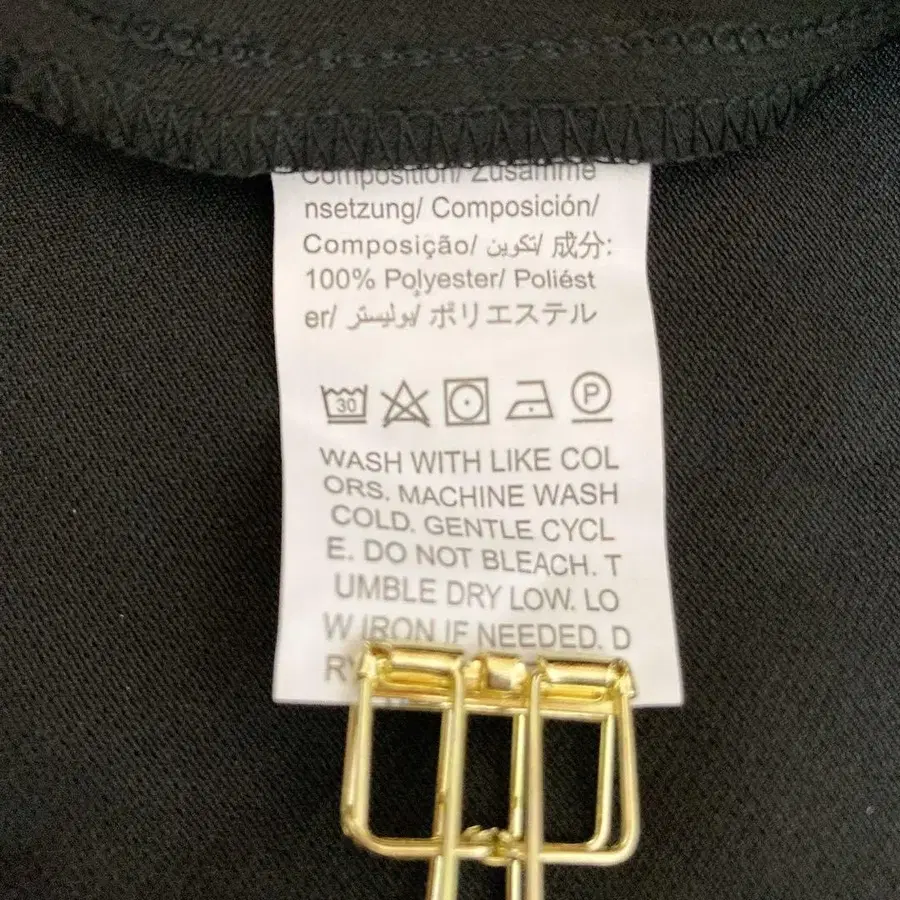 Composition/ Zusamme
nsetzung/ Composición/
Composição/ تكوين/ 成分:
100% Polyester/ Poliést
er/ بوليستر/ ポリエステル
30 P
WASH WITH LIKE COL
ORS. MACHINE WASH
COLD. GENTLE CYCL
E. DO NOT BLEACH. T
UMBLE DRY LOW. LO
W IRON IF NEEDED. D